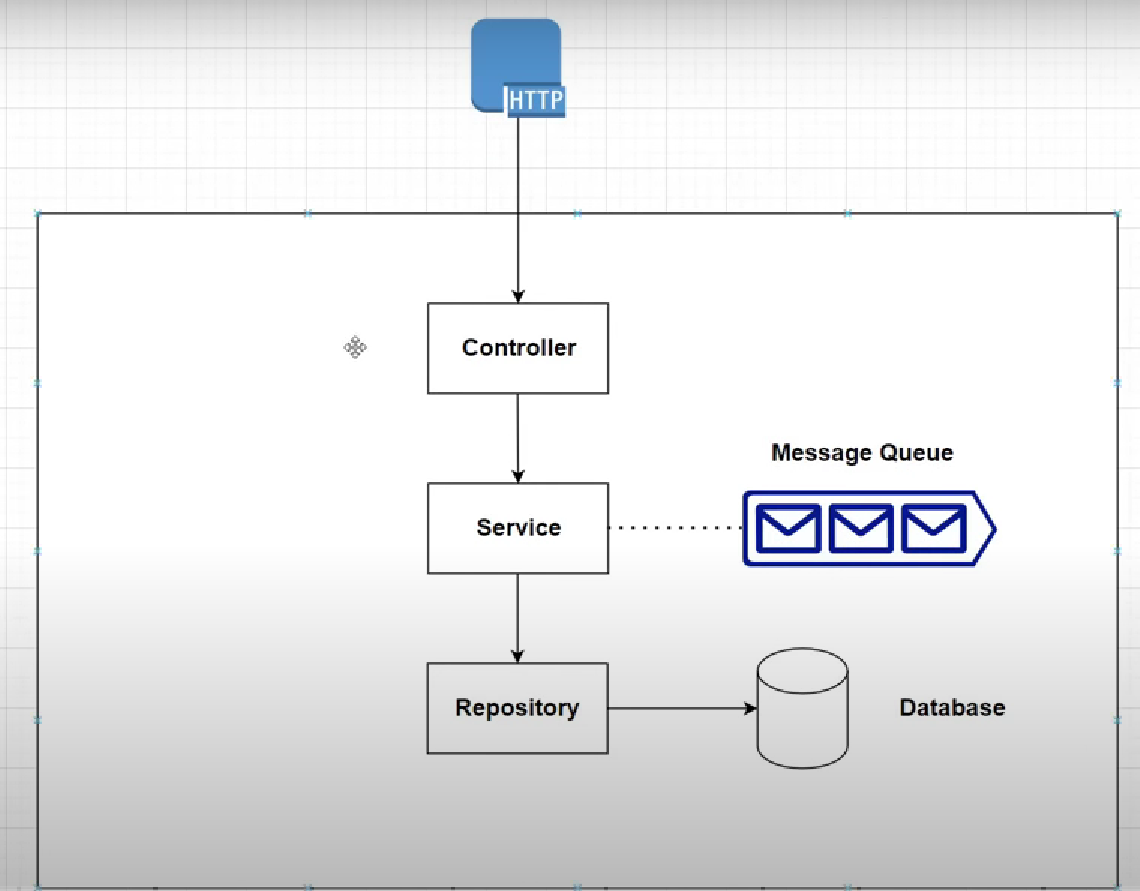 HTTP
Controller
Message Queue
Service
Repository
Database